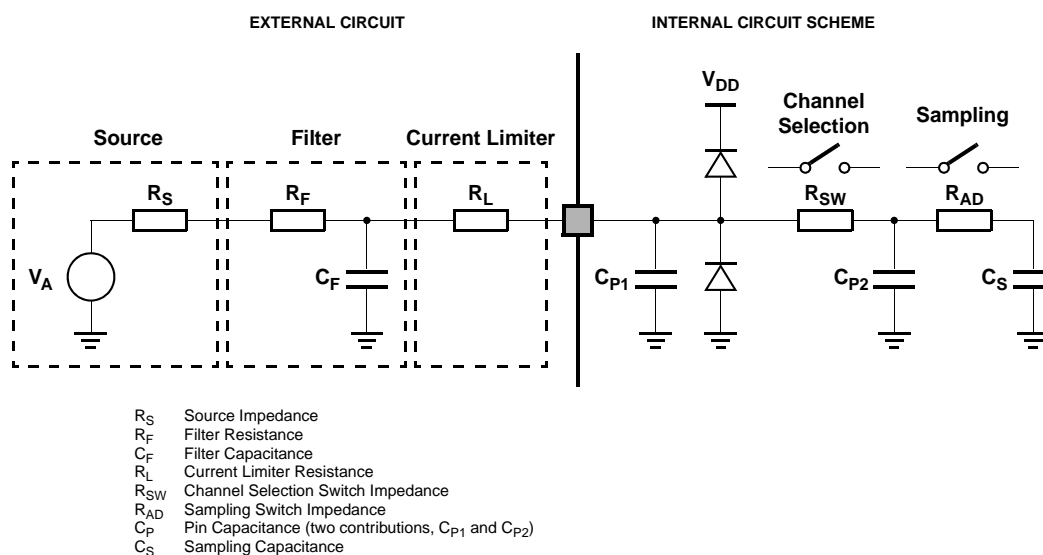 EXTERNAL CIRCUIT
INTERNAL CIRCUIT SCHEME
VDD
Channel
Selection
Sampling
Source
Filter
Current Limiter
RS
RF
RL
RSW
RAD
VA
CF
CP1
CP2
CS
RS Source Impedance
RF Filter Resistance
CF Filter Capacitance
RL Current Limiter Resistance
RSW Channel Selection Switch Impedance
RAD Sampling Switch Impedance
CP Pin Capacitance (two contributions, CP1 and CP2)
CS Sampling Capacitance